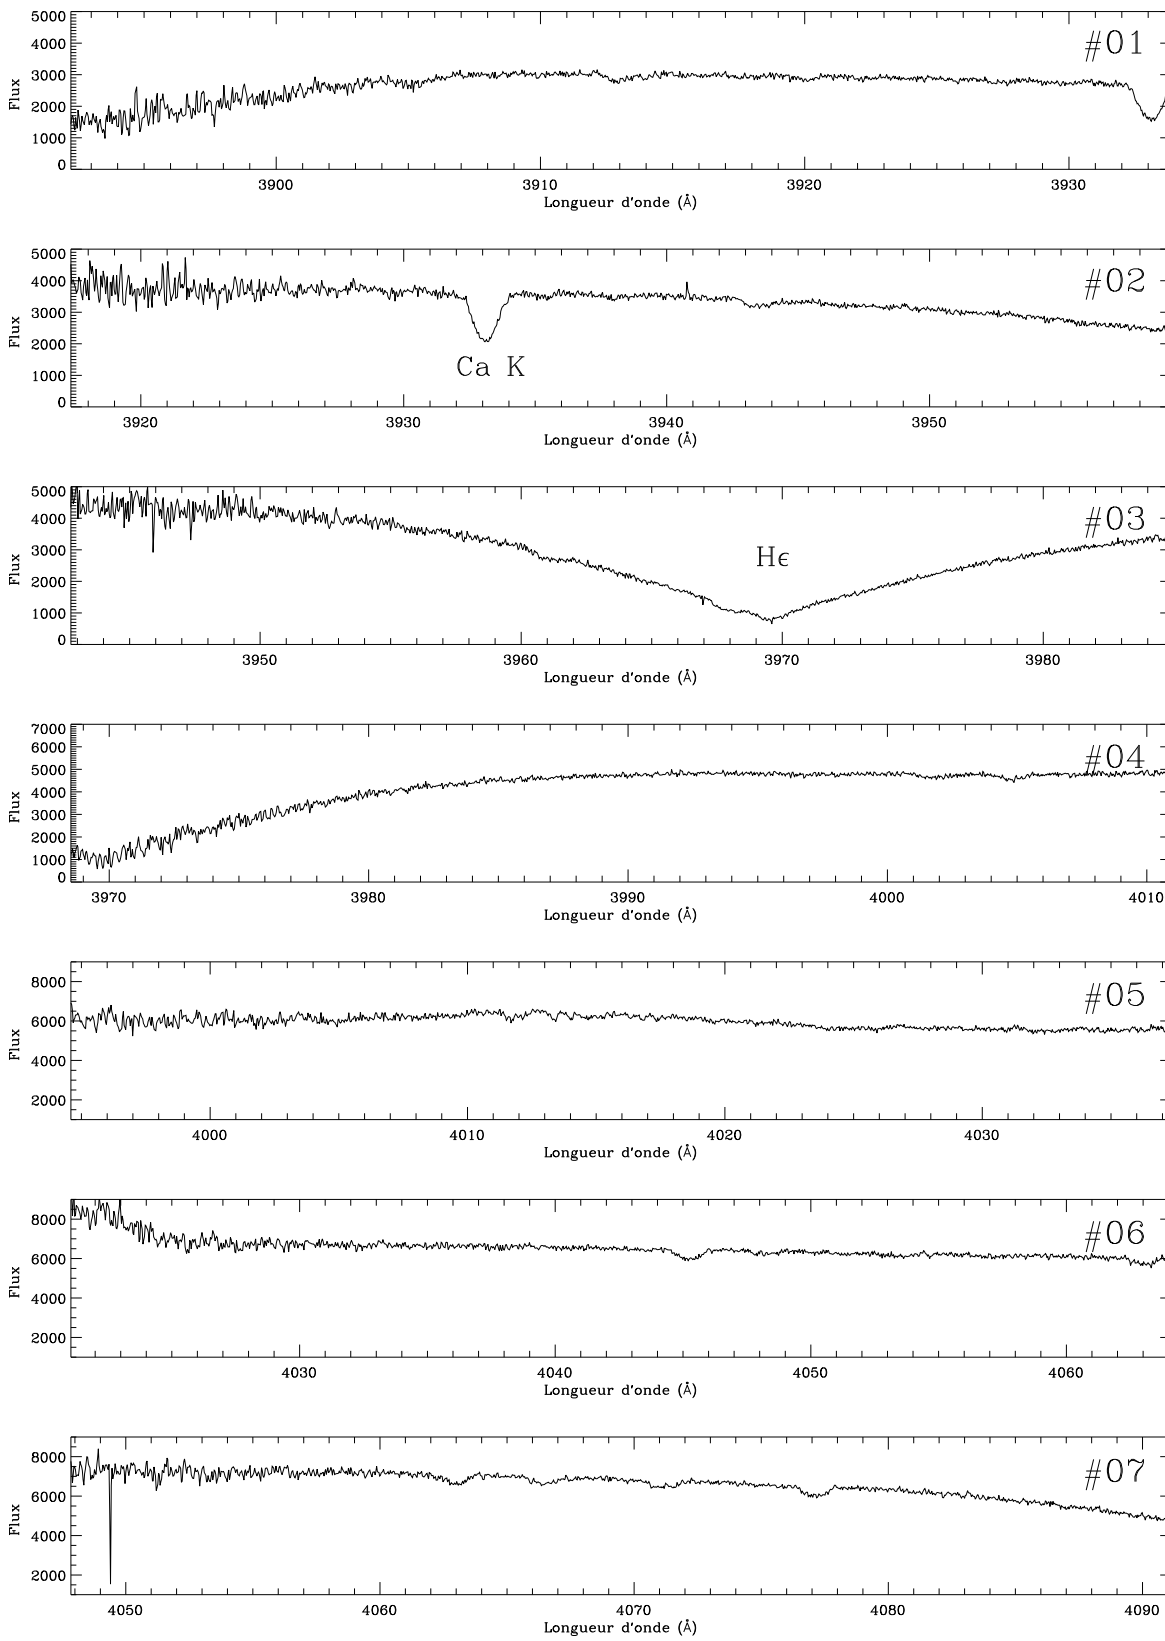 5000
4000
3000
2000
1000
0
Flux
#01
3900 3910 3920 3930
Longueur d'onde (Å)
5000
4000
3000
2000
1000
0
Flux
#02
Ca K
3920 3930 3940 3950
Longueur d'onde (Å)
5000
4000
3000
2000
1000
0
Flux
#03
Hϵ
3950 3960 3970 3980
Longueur d'onde (Å)
7000
6000
5000
4000
3000
2000
1000
0
Flux
#04
3970 3980 3990 4000 4010
Longueur d'onde (Å)
8000
6000
4000
2000
Flux
#05
4000 4010 4020 4030
Longueur d'onde (Å)
8000
6000
4000
2000
Flux
#06
4030 4040 4050 4060
Longueur d'onde (Å)
8000
6000
4000
2000
Flux
#07
4050 4060 4070 4080 4090
Longueur d'onde (Å)